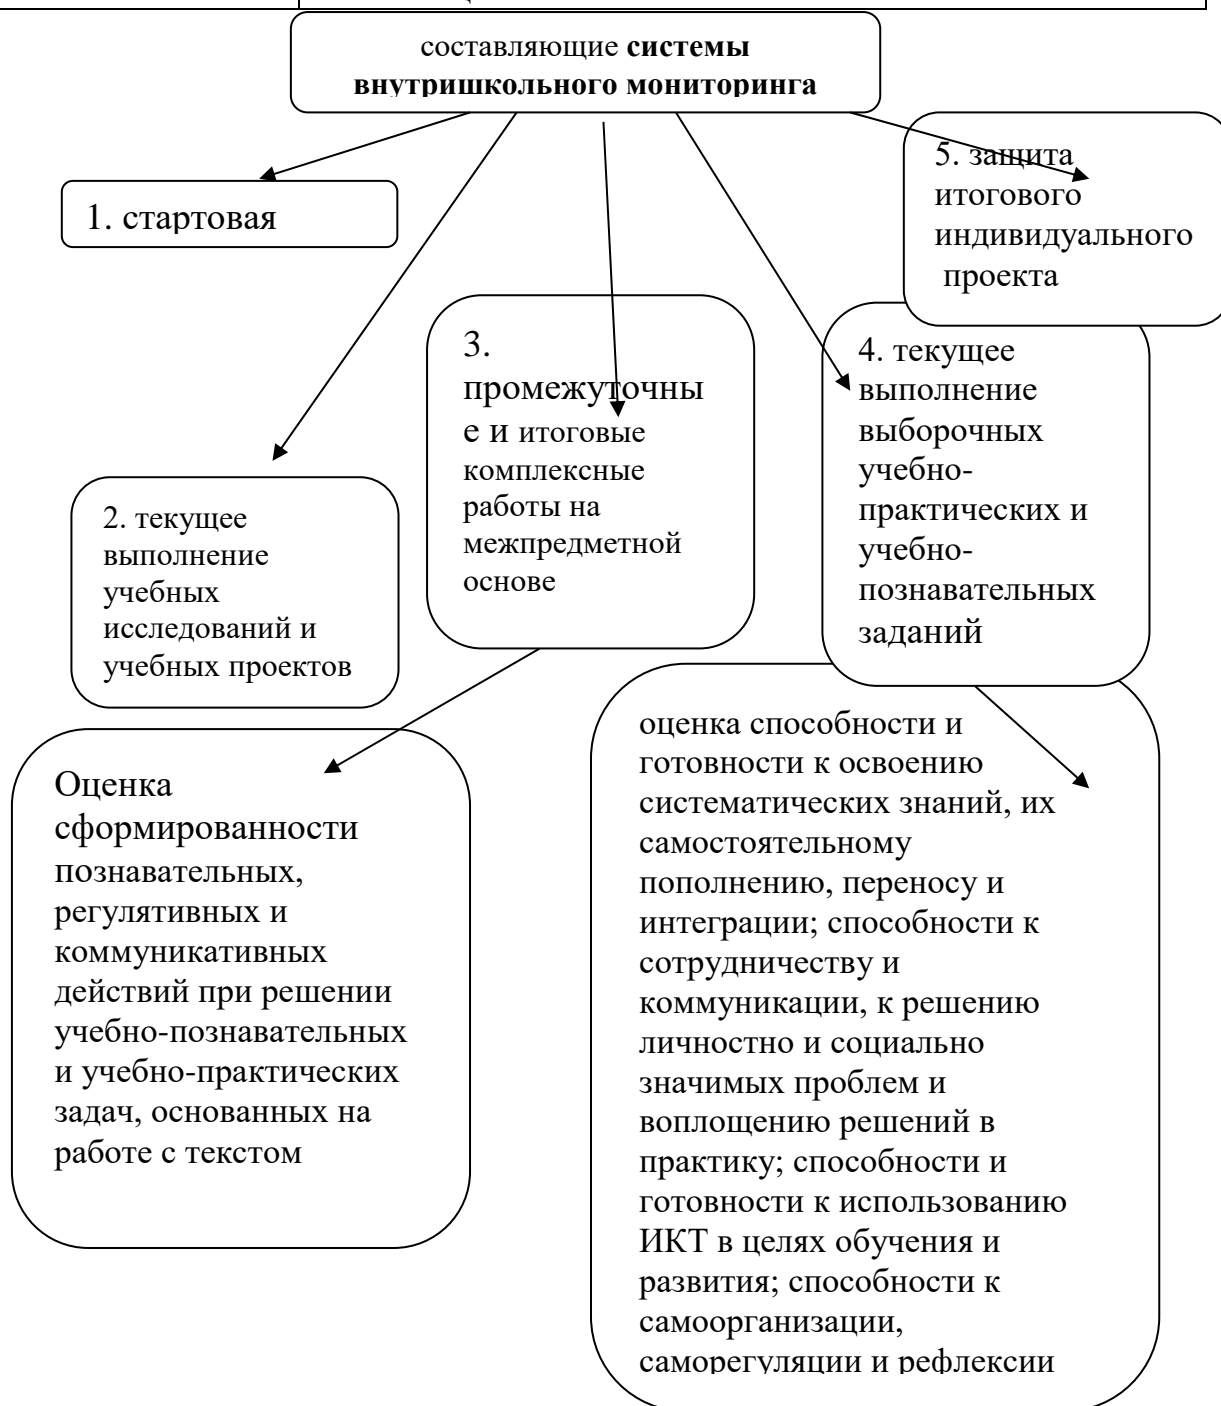 составляющие системы
внутришкольного мониторинга
5. защита
итогового
индивидуального
проекта
1. стартовая
3.
промежуточны
е и итоговые
комплексные
работы на
межпредметной
основе
4. текущее
выполнение
выборочных
учебно-
практических и
учебно-
познавательных
заданий
2. текущее
выполнение
учебных
исследований и
учебных проектов
Оценка
сформированности
познавательных,
регулятивных и
коммуникативных
действий при решении
учебно-познавательных
и учебно-практических
задач, основанных на
работе с текстом
оценка способности и
готовности к освоению
систематических знаний, их
самостоятельному
пополнению, переносу и
интеграции; способности к
сотрудничеству и
коммуникации, к решению
личностно и социально
значимых проблем и
воплощению решений в
практику; способности и
готовности к использованию
ИКТ в целях обучения и
развития; способности к
самоорганизации,
саморегуляции и рефлексии